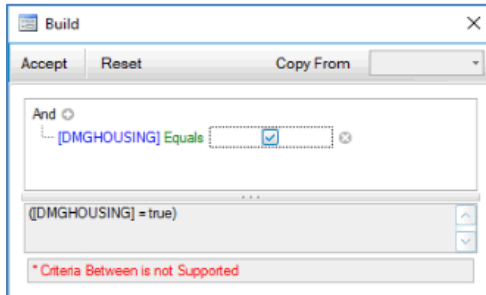 Build
Accept Reset Copy From
And
[DMGHOUSING] Equals
([DMGHOUSING] = true)
* Criteria Between is not Supported